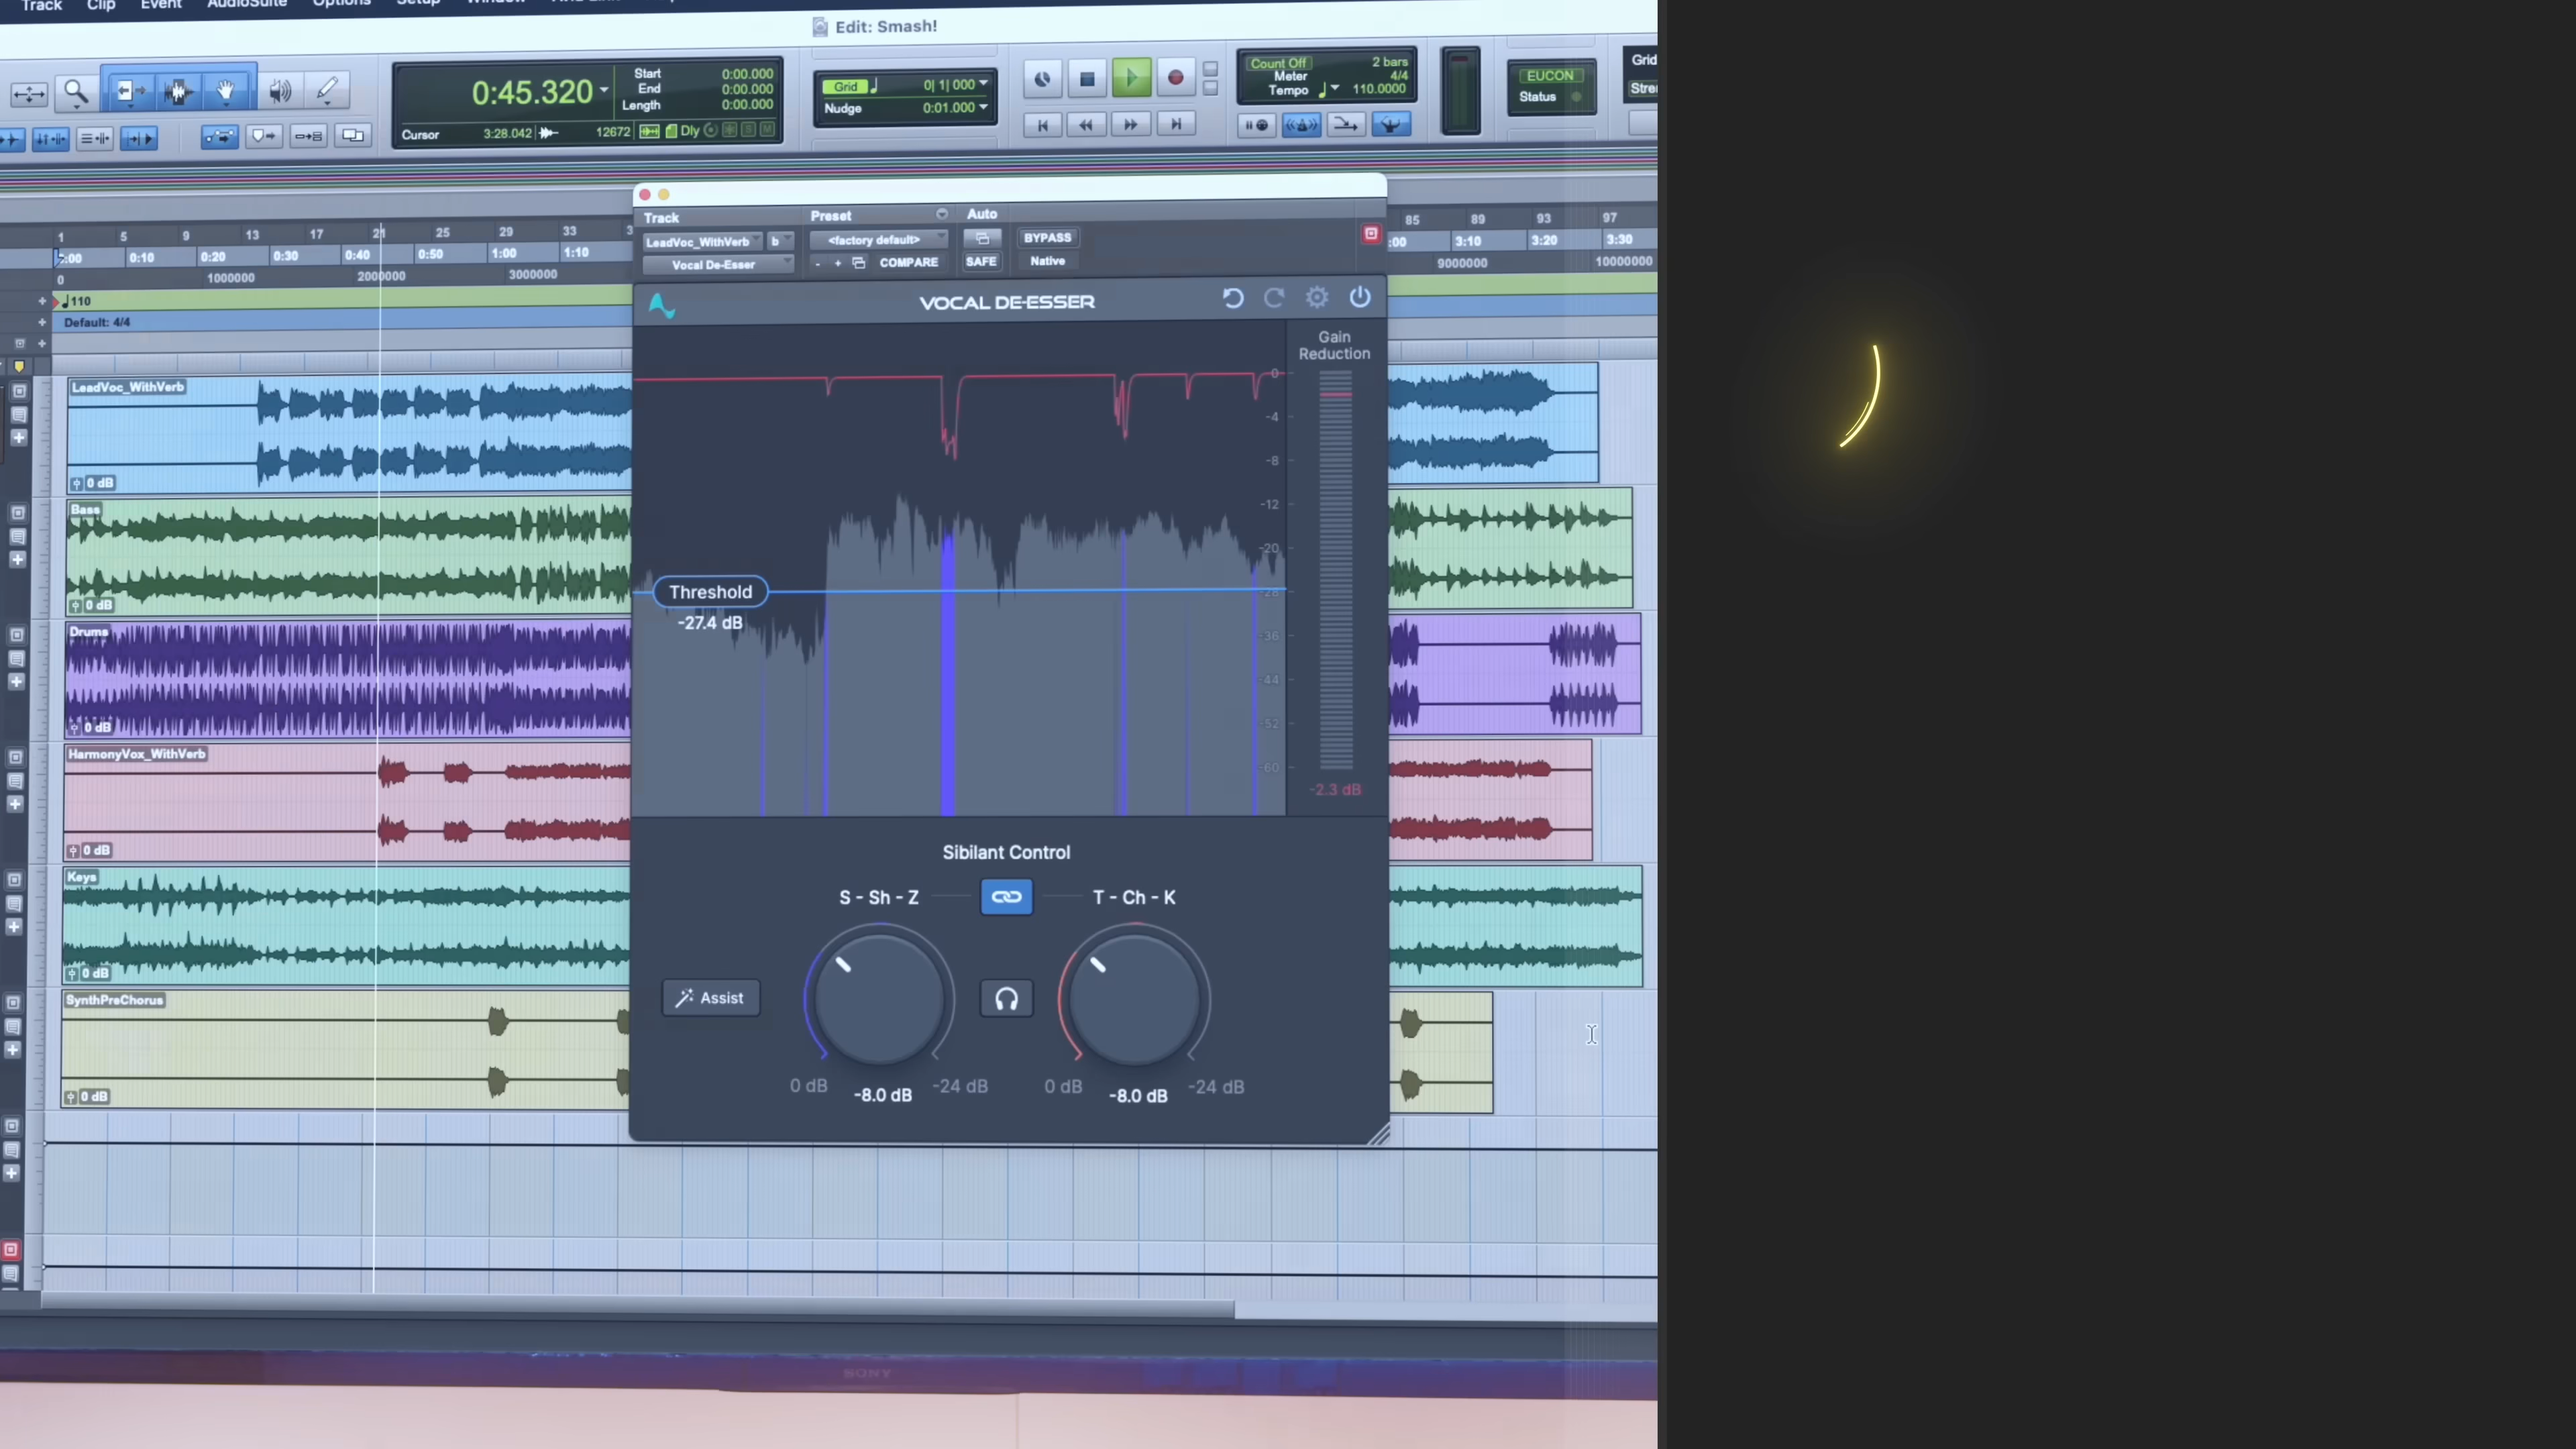 Track Clip Event AudioSuite Options Setup Window
Edit: Smash!
0:45.320
Start 0:00.000
End 0:00.000
Length 0:00.000
Cursor 3:28.042 12672 Dly
Grid 0| 1| 000
Nudge 0:01.000
Count Off 2 bars
Meter 4/4
Tempo 110.0000
EUCON
Status
Grid
1 5 9 13 17 21 25 29 33
85 89 93 97
0:10 0:20 0:30 0:40 0:50 1:00 1:10
3:10 3:20 3:30
0 1000000 2000000 3000000
9000000 10000000
110
Default: 4/4
Track Preset Auto
LeadVoc_WithVerb b <factory default> BYPASS
Vocal De-Esser - + COMPARE SAFE Native
VOCAL DE-ESSER
Gain
Reduction
0
-4
-8
-12
-20
-28
-36
-44
-52
-60
-2.3 dB
Threshold
-27.4 dB
Sibilant Control
S - Sh - Z T - Ch - K
Assist
0 dB -8.0 dB -24 dB 0 dB -8.0 dB -24 dB
LeadVoc_WithVerb
0 dB
Bass
0 dB
Drums
0 dB
HarmonyVox_WithVerb
0 dB
Keys
0 dB
SynthPreChorus
0 dB
SONY